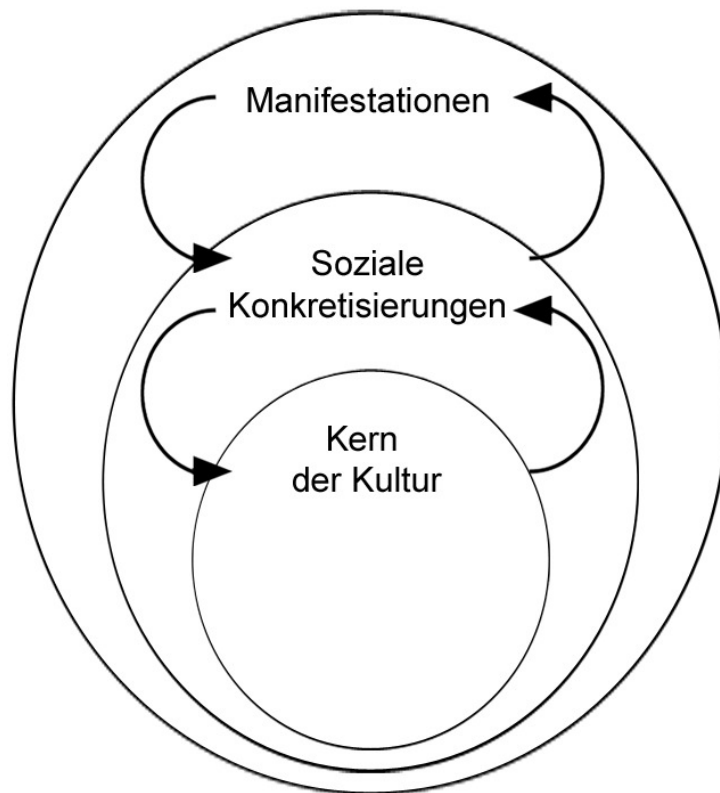 Manifestationen
Soziale
Konkretisierungen
Kern
der Kultur